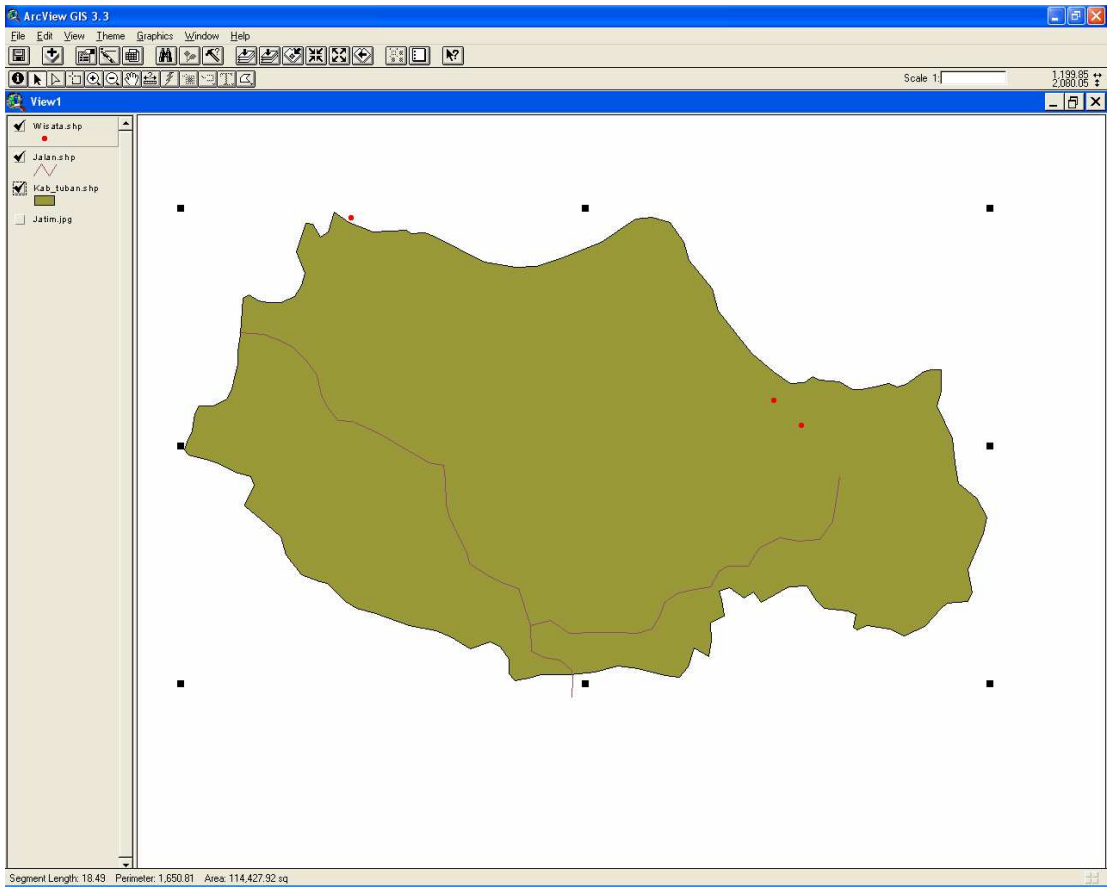 ArcView GIS 3.3
File Edit View Theme Graphics Window Help
Scale 1:
1,199.85
2,080.05
View1
Wisata.shp
Jalan.shp
Kab_tuban.shp
Jatim.jpg
Segment Length: 18.49 Perimeter: 1,650.81 Area: 114,427.92 sq